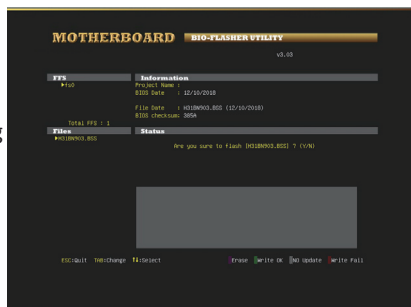 MOTHERBOARD BIO-FLASHER UTILITY
v3.03
FFS
▶fs0
Total FFS : 1
Information
Project Name :
BIOS Date : 12/10/2018
File Date : H31BN903.BSS (12/10/2018)
BIOS checksum: 385A
Files
▶H31BN903.BSS
Status
Are you sure to flash [H31BN903.BSS] ? (Y/N)
ESC:Quit TAB:Change ↑↓:Select
Erase Write OK NO Update Write Fail